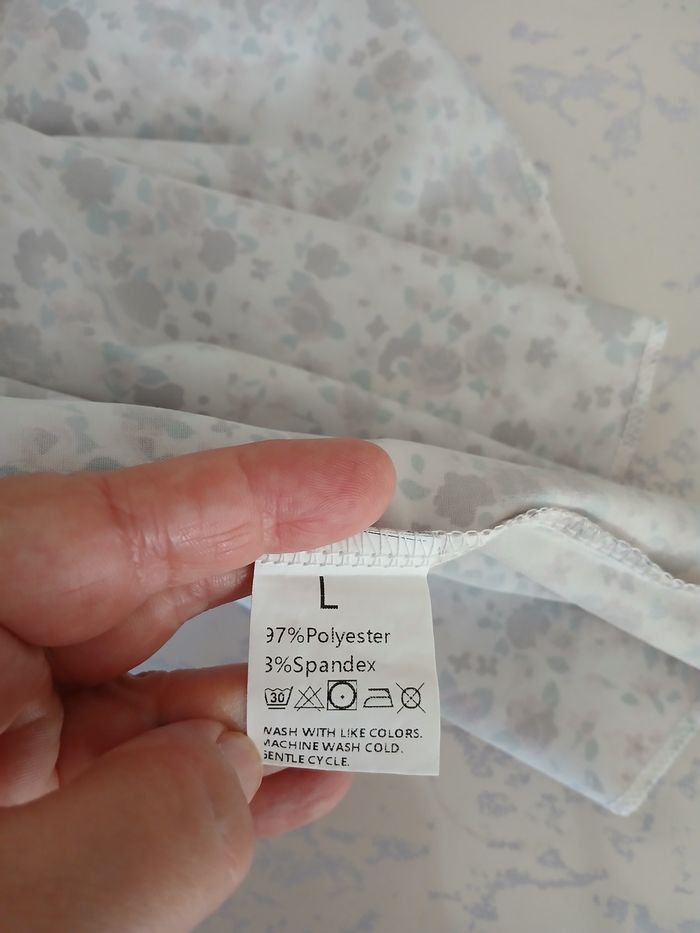 L
97%Polyester
3%Spandex
30
WASH WITH LIKE COLORS.
MACHINE WASH COLD.
GENTLE CYCLE.